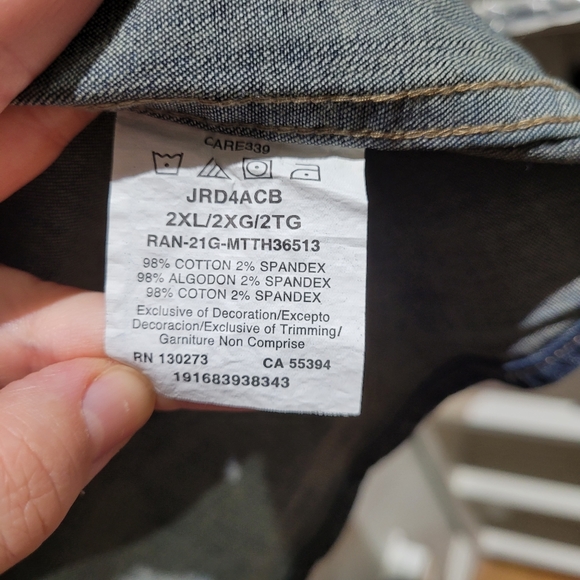 CARE339
JRD4ACB
2XL/2XG/2TG
RAN-21G-MTTH36513
98% COTTON 2% SPANDEX
98% ALGODON 2% SPANDEX
98% COTON 2% SPANDEX
Exclusive of Decoration/Excepto
Decoracion/Exclusive of Trimming/
Garniture Non Comprise
RN 130273 CA 55394
191683938343